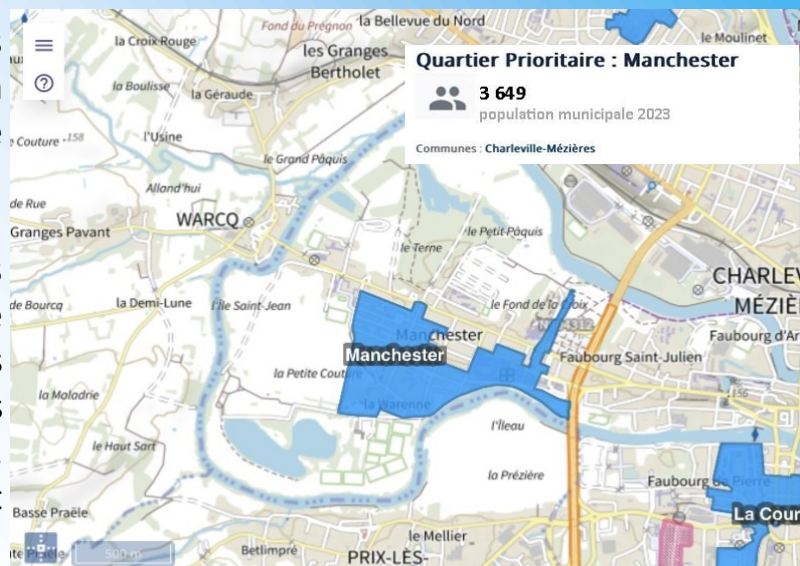 Fond du Prégnon
la Bellevue du Nord
la Croix-Rouge
les Granges
Bertholet
le Moulinet
Quartier Prioritaire : Manchester
3 649
population municipale 2023
Communes : Charleville-Mézières
la Boulisse
la Géraude
l'Usine
e Couture
158
le Grand Pâquis
Alland'hui
de Rue
Granges Pavant
WARCQ
le Terne
le Petit-Pâquis
de Bourcq
la Demi-Lune
l'Île Saint-Jean
le Fond de la Croix
CHARLEV
MÉZIÈ
Faubourg d'Ar
Manchester
Manchester
Faubourg Saint-Julien
la Petite Coutu
la Maladrie
la Warenne
l'Îleau
le Haut Sart
la Prézière
Faubourg de Pierre
La Cour
Basse Praële
le Mellier
500 m
Betlimpré
PRIX-LÈS-